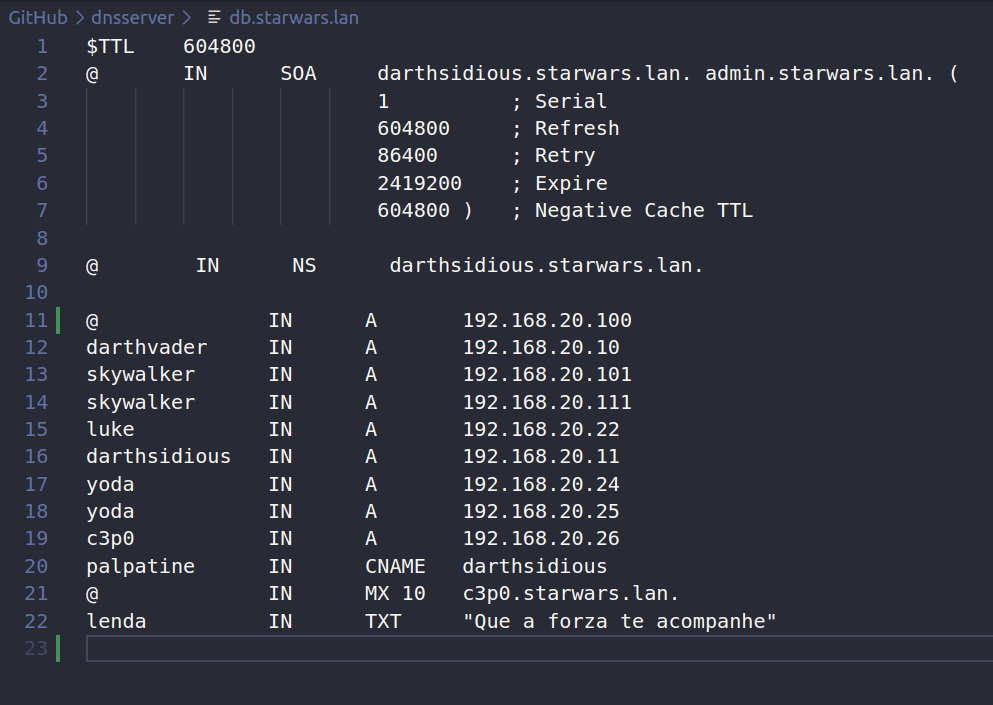 GitHub > dnsserver > db.starwars.lan
1 $TTL 604800
2 @ IN SOA darthsidious.starwars.lan. admin.starwars.lan. (
3 1 ; Serial
4 604800 ; Refresh
5 86400 ; Retry
6 2419200 ; Expire
7 604800 ) ; Negative Cache TTL
8
9 @ IN NS darthsidious.starwars.lan.
10
11 @ IN A 192.168.20.100
12 darthvader IN A 192.168.20.10
13 skywalker IN A 192.168.20.101
14 skywalker IN A 192.168.20.111
15 luke IN A 192.168.20.22
16 darthsidious IN A 192.168.20.11
17 yoda IN A 192.168.20.24
18 yoda IN A 192.168.20.25
19 c3p0 IN A 192.168.20.26
20 palpatine IN CNAME darthsidious
21 @ IN MX 10 c3p0.starwars.lan.
22 lenda IN TXT "Que a forza te acompanhe"
23